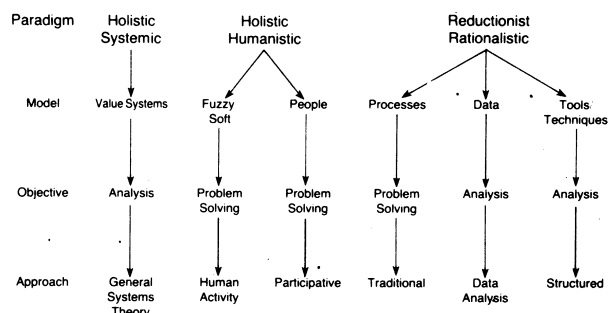 Paradigm Holistic Holistic Reductionist
Systemic Humanistic Rationalistic
Model Value Systems Fuzzy People Processes Data Tools
Soft Techniques
Objective Analysis Problem Problem Problem Analysis Analysis
Solving Solving Solving
Approach General Human Participative Traditional Data Structured
Systems Activity Analysis
Theory